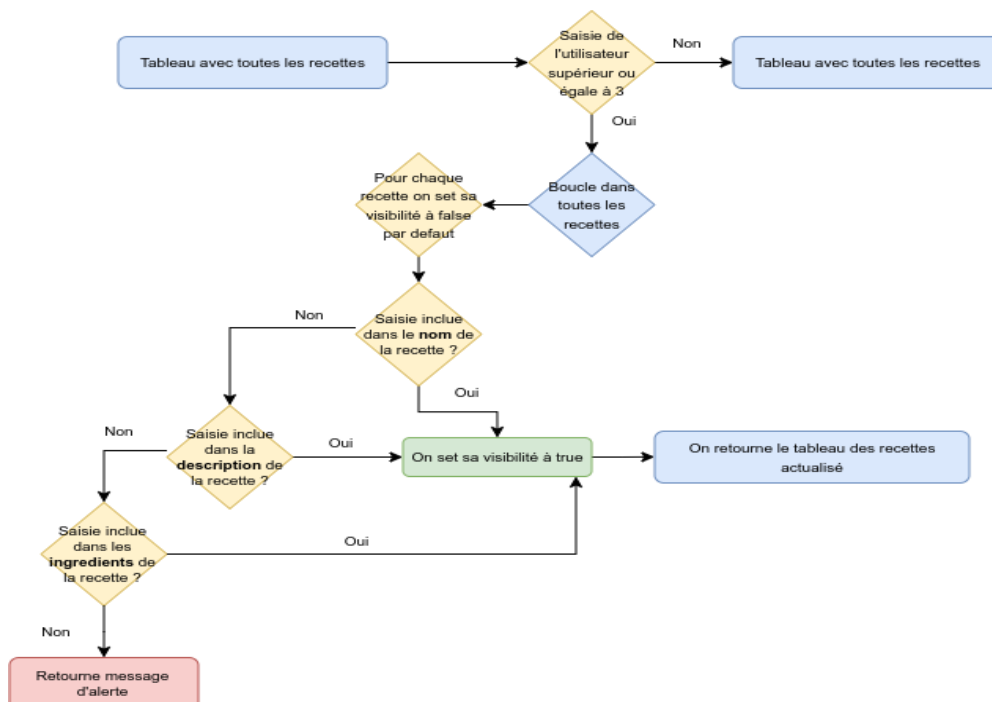 Saisie de
l'utilisateur
supérieur ou
égale à 3
Tableau avec toutes les recettes
Non
Tableau avec toutes les recettes
Oui
Pour chaque
recette on set sa
visibilité à false
par defaut
Boucle dans
toutes les
recettes
Non
Saisie inclue
dans le nom de
la recette ?
Oui
Non
Saisie inclue
dans la
description de
la recette ?
Oui
On set sa visibilité à true
On retourne le tableau des recettes
actualisé
Saisie inclue
dans les
ingredients de
la recette ?
Oui
Non
Retourne message
d'alerte